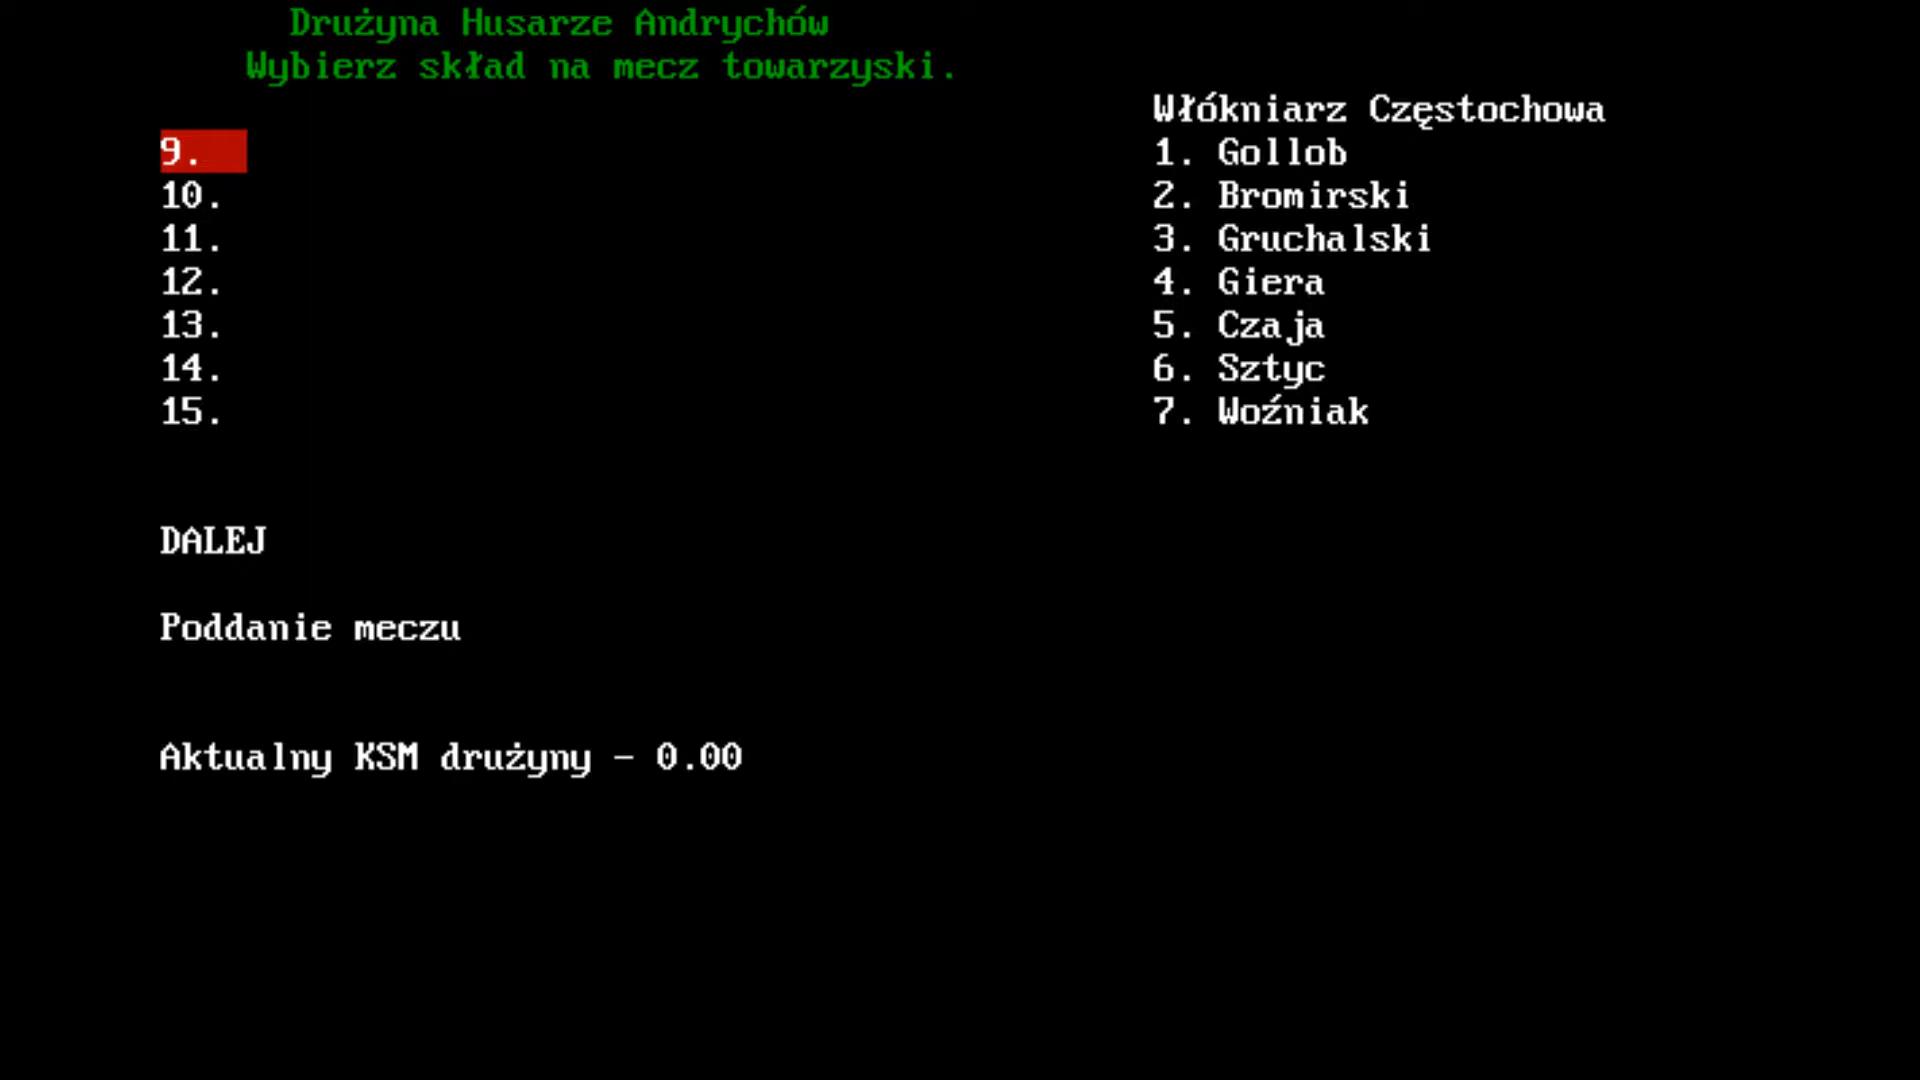 Drużyna Husarze Andrychów
Wybierz skład na mecz towarzyski.
Włókniarz Częstochowa
9.
1. Gollob
10.
2. Bromirski
11.
3. Gruchalski
12.
4. Giera
13.
5. Czaja
14.
6. Sztyc
15.
7. Woźniak
DALEJ
Poddanie meczu
Aktualny KSM drużyny - 0.00